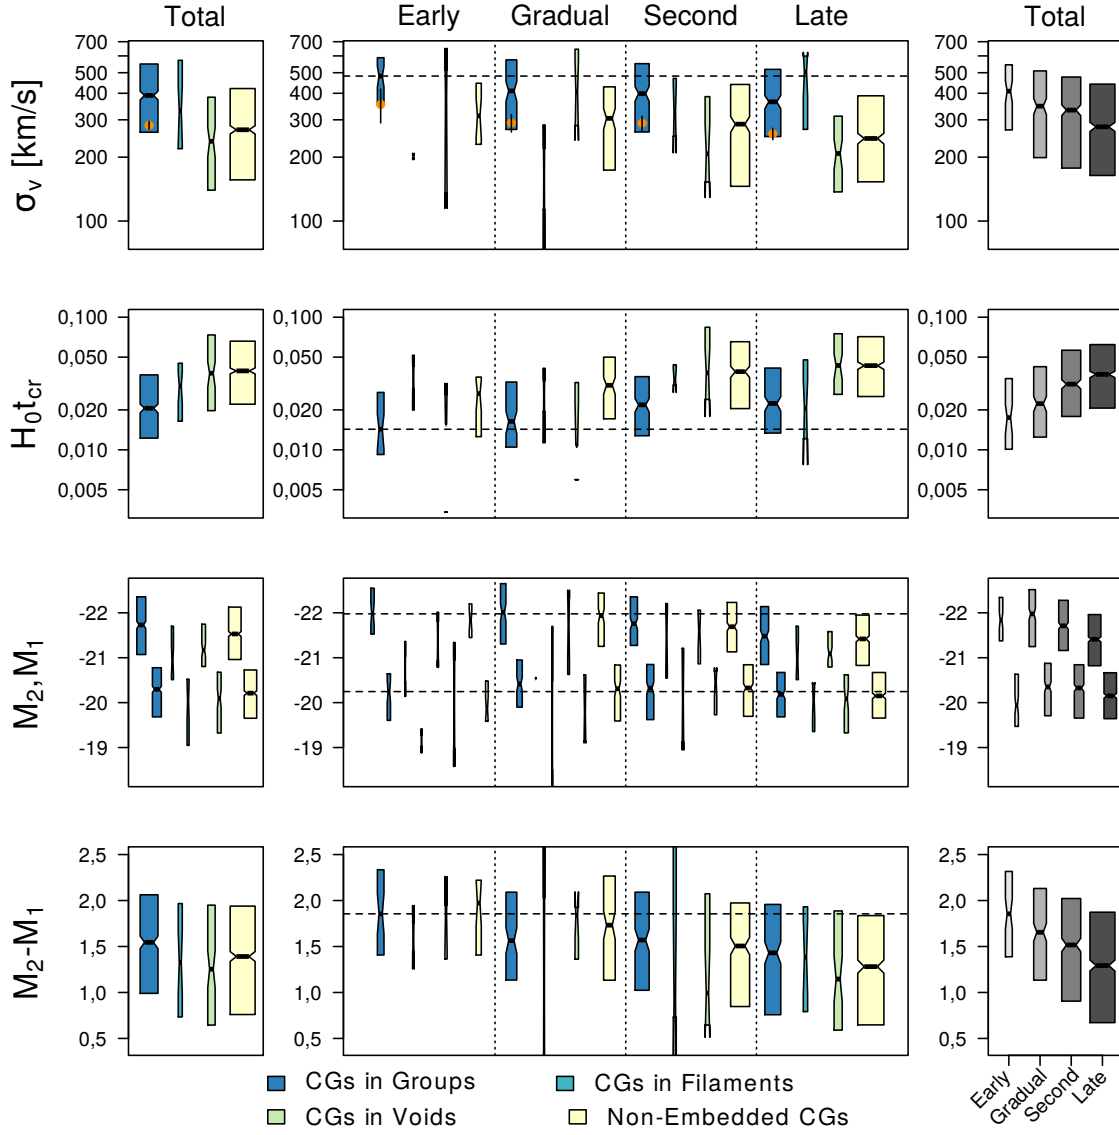 Total Early Gradual Second Late Total
σv [km/s]
700 700 700
500 500 500
400 400 400
300 300 300
200 200 200
100 100 100
H0tcr
0,100 0,100 0,100
0,050 0,050 0,050
0,020 0,020 0,020
0,010 0,010 0,010
0,005 0,005 0,005
M2,M1
-22 -22 -22
-21 -21 -21
-20 -20 -20
-19 -19 -19
M2-M1
2,5 2,5 2,5
2,0 2,0 2,0
1,5 1,5 1,5
1,0 1,0 1,0
0,5 0,5 0,5
Early Gradual Second Late
CGs in Groups CGs in Filaments
CGs in Voids Non-Embedded CGs